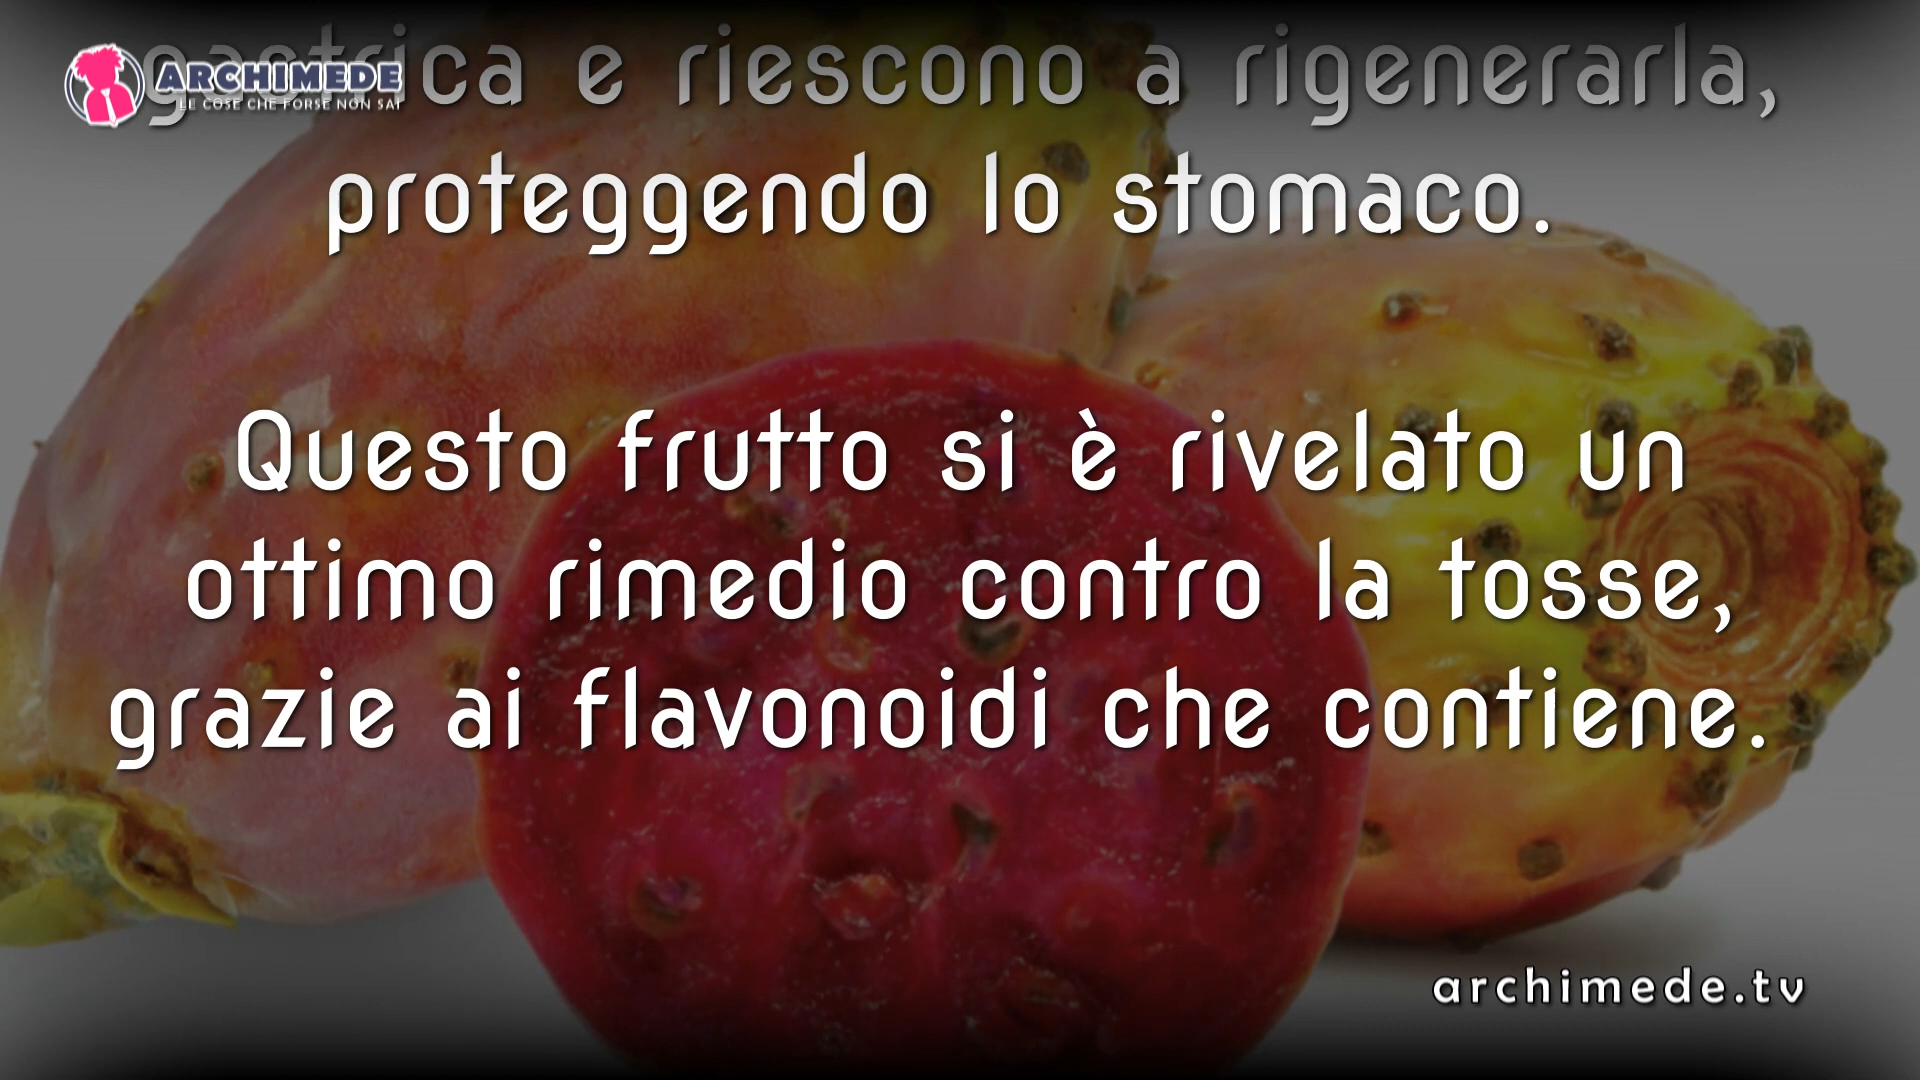 ARCHIMEDE
LE COSE CHE FORSE NON SAI
gastrica e riescono a rigenerarla,
proteggendo lo stomaco.
Questo frutto si è rivelato un
ottimo rimedio contro la tosse,
grazie ai flavonoidi che contiene.
archimede.tv